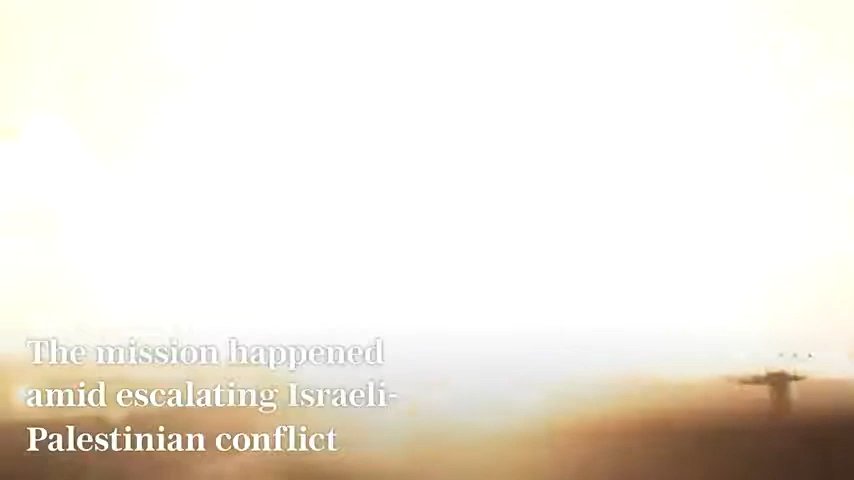 The mission happened
amid escalating Israeli-
Palestinian conflict